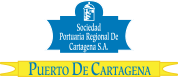 Sociedad
Portuaria Regional De
Cartagena S.A.
PUERTO DE CARTAGENA